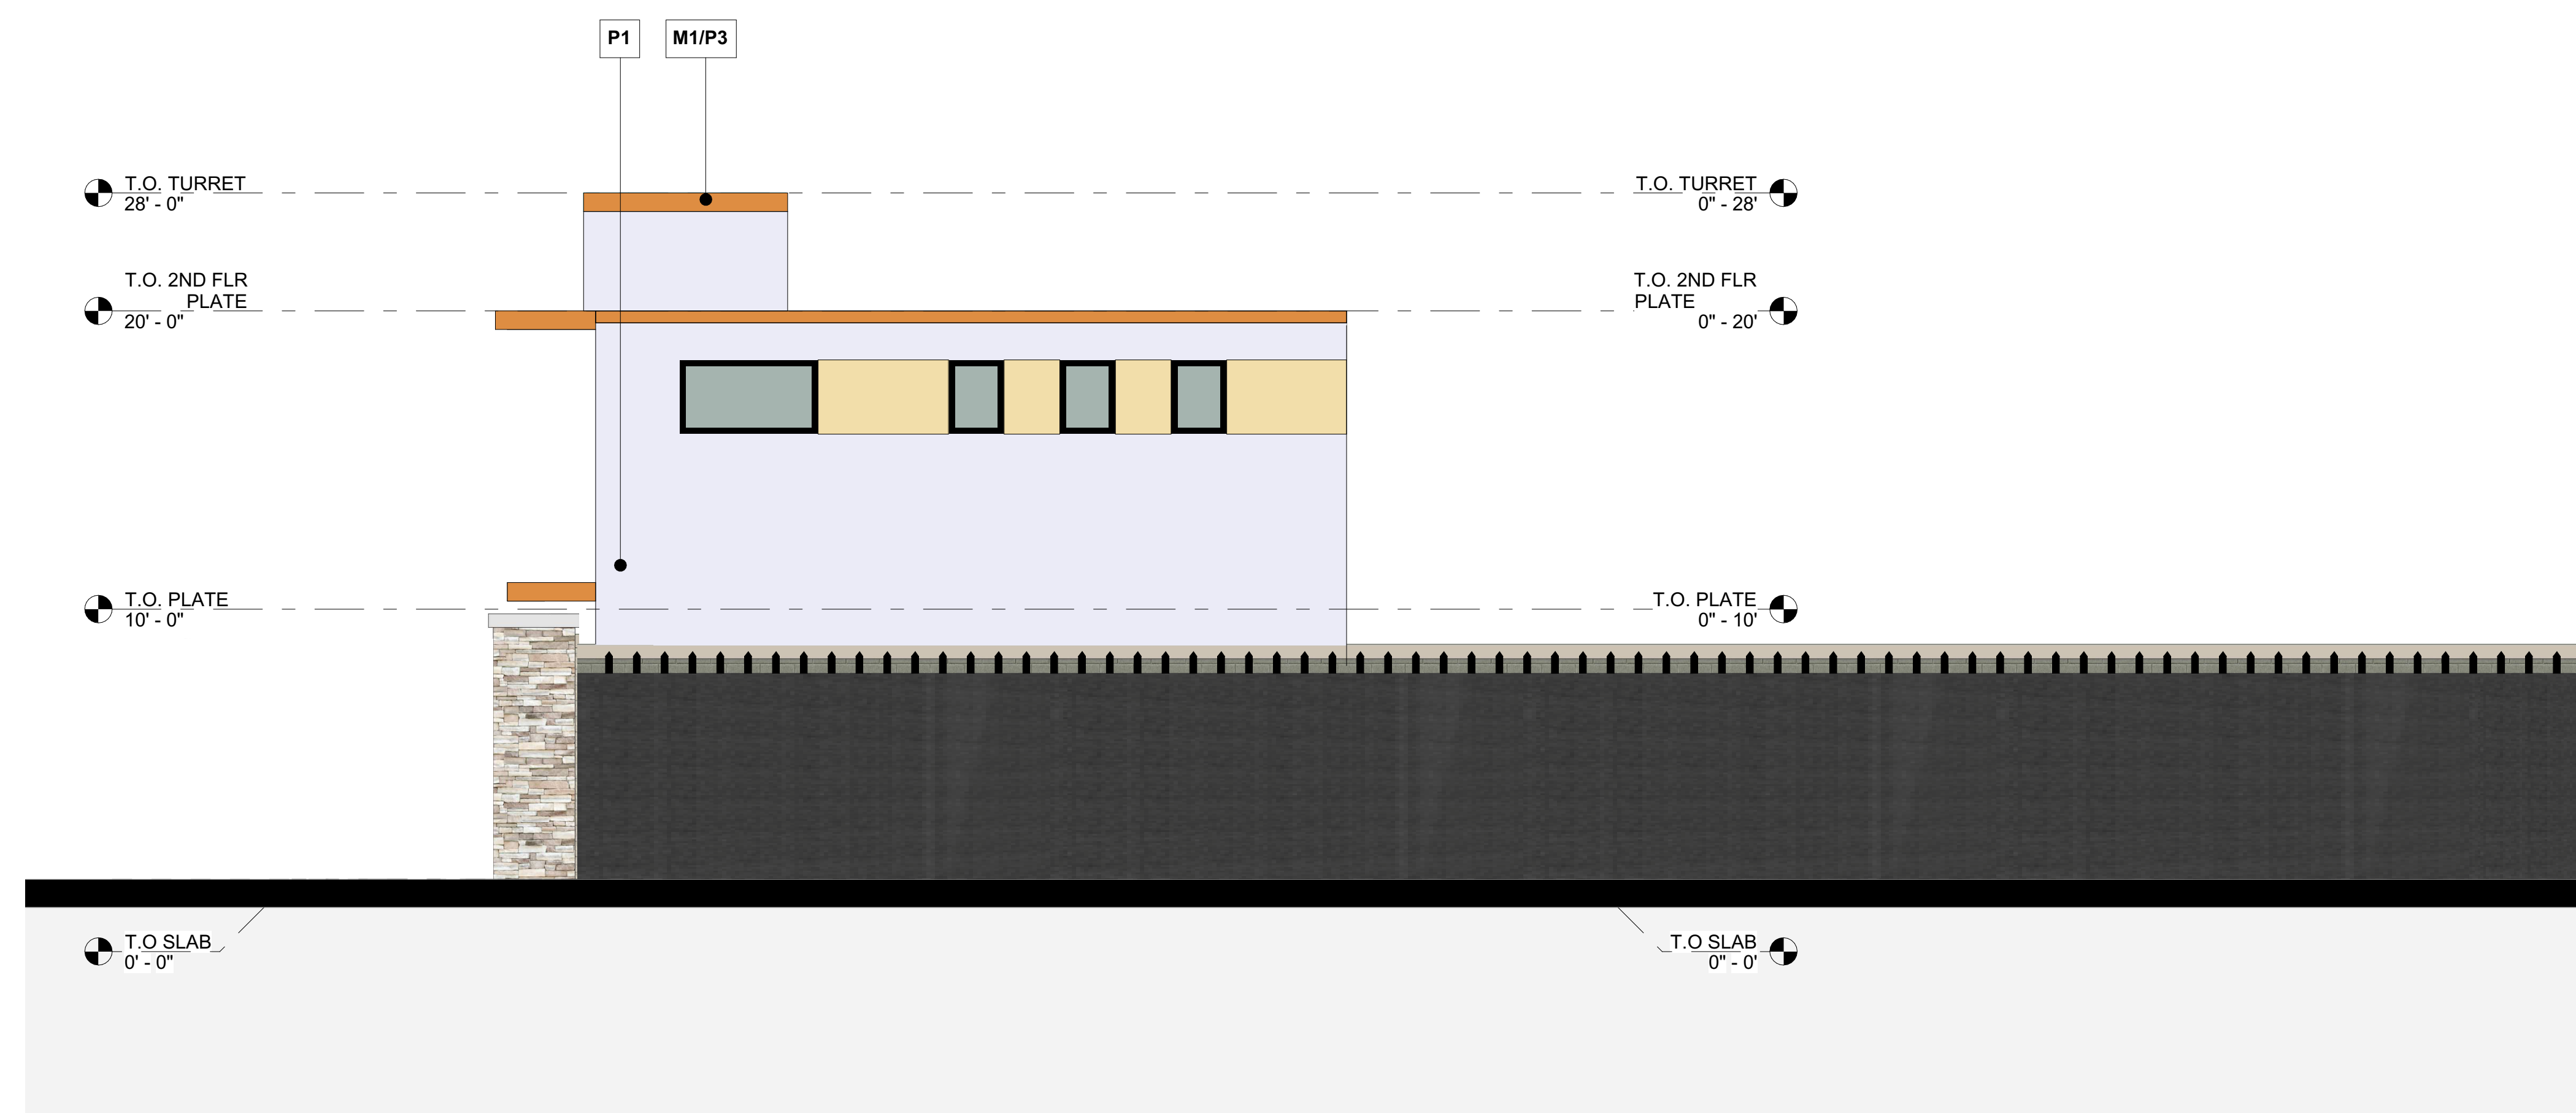 P1 M1/P3
T.O. TURRET
28' - 0"
T.O. TURRET
0" - 28'
T.O. 2ND FLR
PLATE
20' - 0"
T.O. 2ND FLR
PLATE
0" - 20'
T.O. PLATE
10' - 0"
T.O. PLATE
0" - 10'
T.O SLAB
0' - 0"
T.O SLAB
0" - 0'